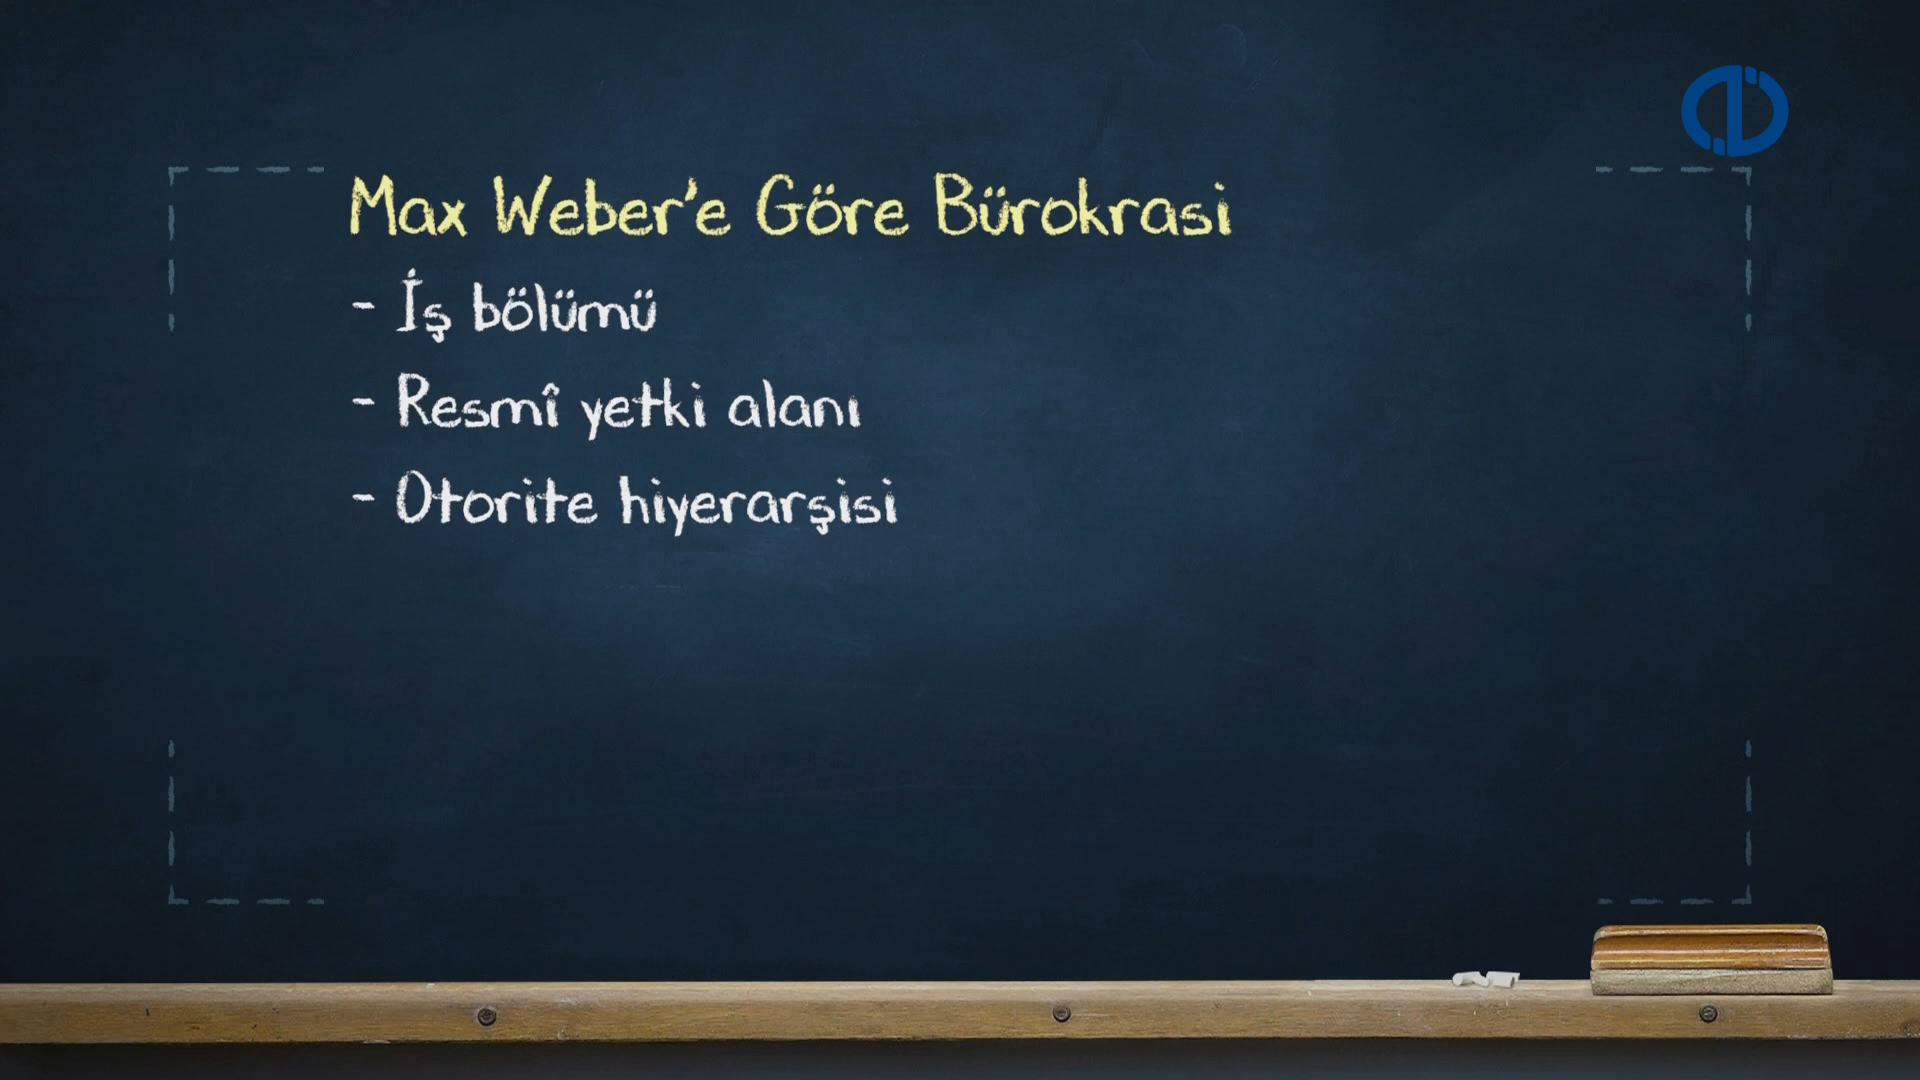 Max Weber'e Göre Bürokrasi
- İş bölümü
- Resmî yetki alanı
- Otorite hiyerarşisi